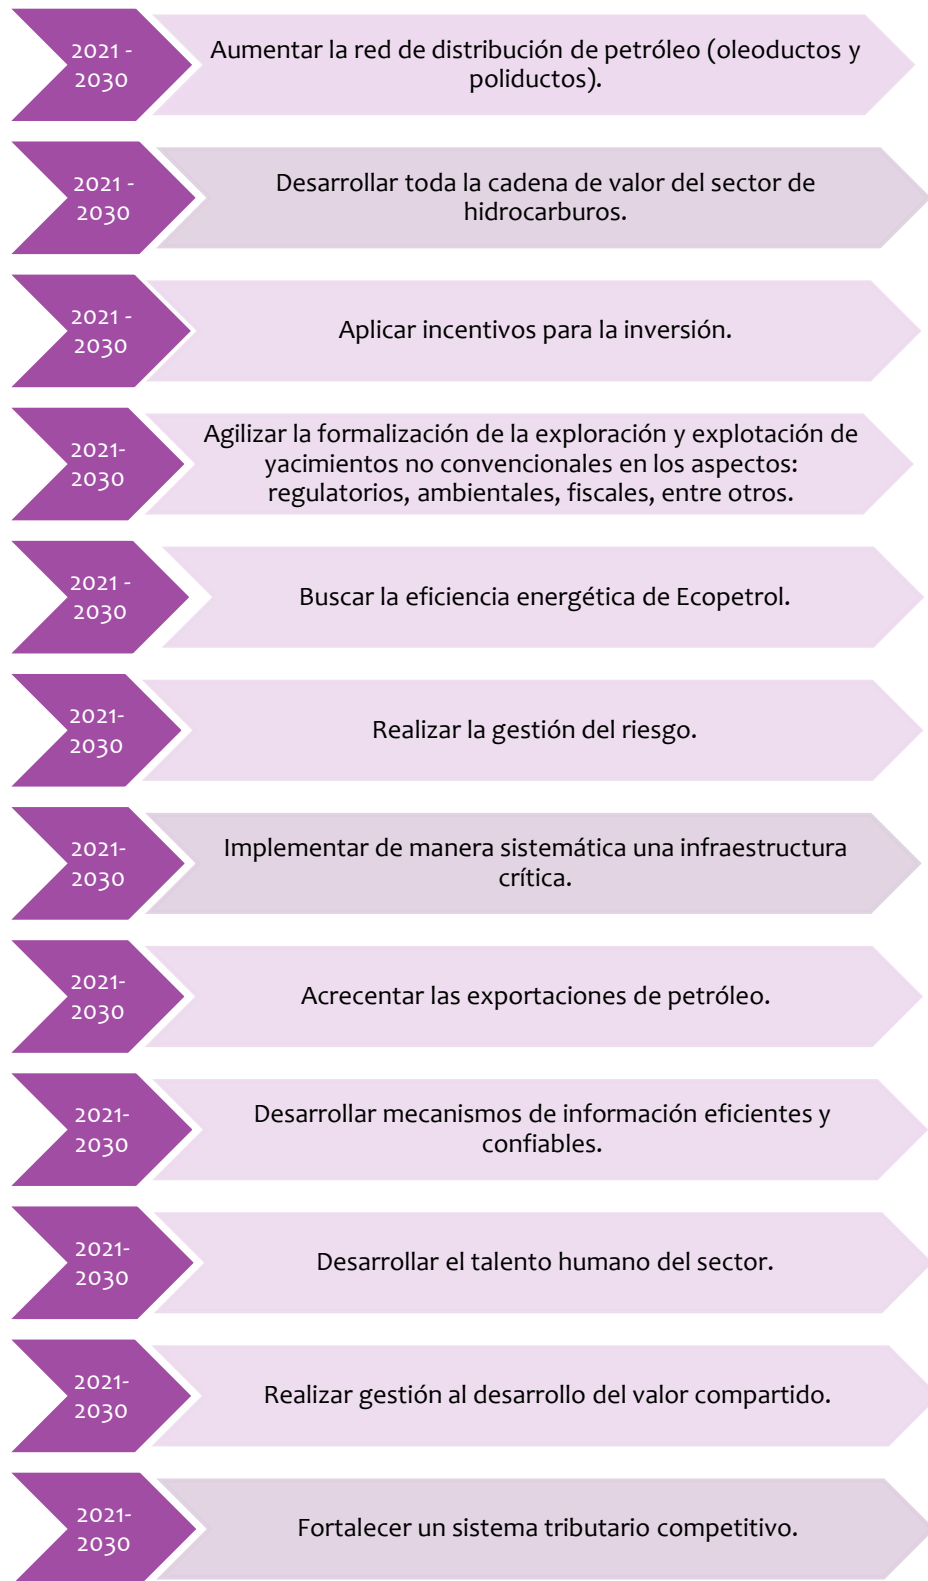 2021 -
2030
Aumentar la red de distribución de petróleo (oleoductos y
poliductos).
2021 -
2030
Desarrollar toda la cadena de valor del sector de
hidrocarburos.
2021 -
2030
Aplicar incentivos para la inversión.
2021-
2030
Agilizar la formalización de la exploración y explotación de
yacimientos no convencionales en los aspectos:
regulatorios, ambientales, fiscales, entre otros.
2021 -
2030
Buscar la eficiencia energética de Ecopetrol.
2021-
2030
Realizar la gestión del riesgo.
2021-
2030
Implementar de manera sistemática una infraestructura
crítica.
2021-
2030
Acrecentar las exportaciones de petróleo.
2021-
2030
Desarrollar mecanismos de información eficientes y
confiables.
2021-
2030
Desarrollar el talento humano del sector.
2021-
2030
Realizar gestión al desarrollo del valor compartido.
2021-
2030
Fortalecer un sistema tributario competitivo.